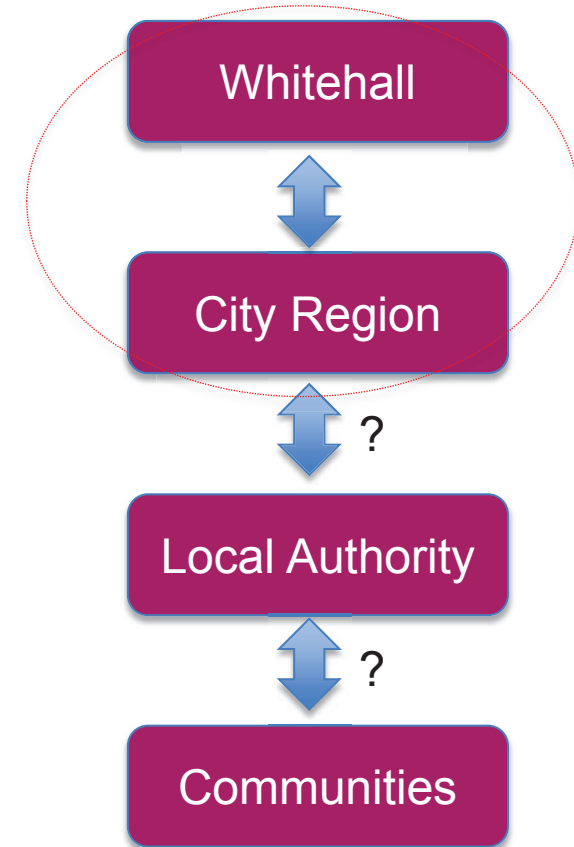 Whitehall
City Region
?
Local Authority
?
Communities